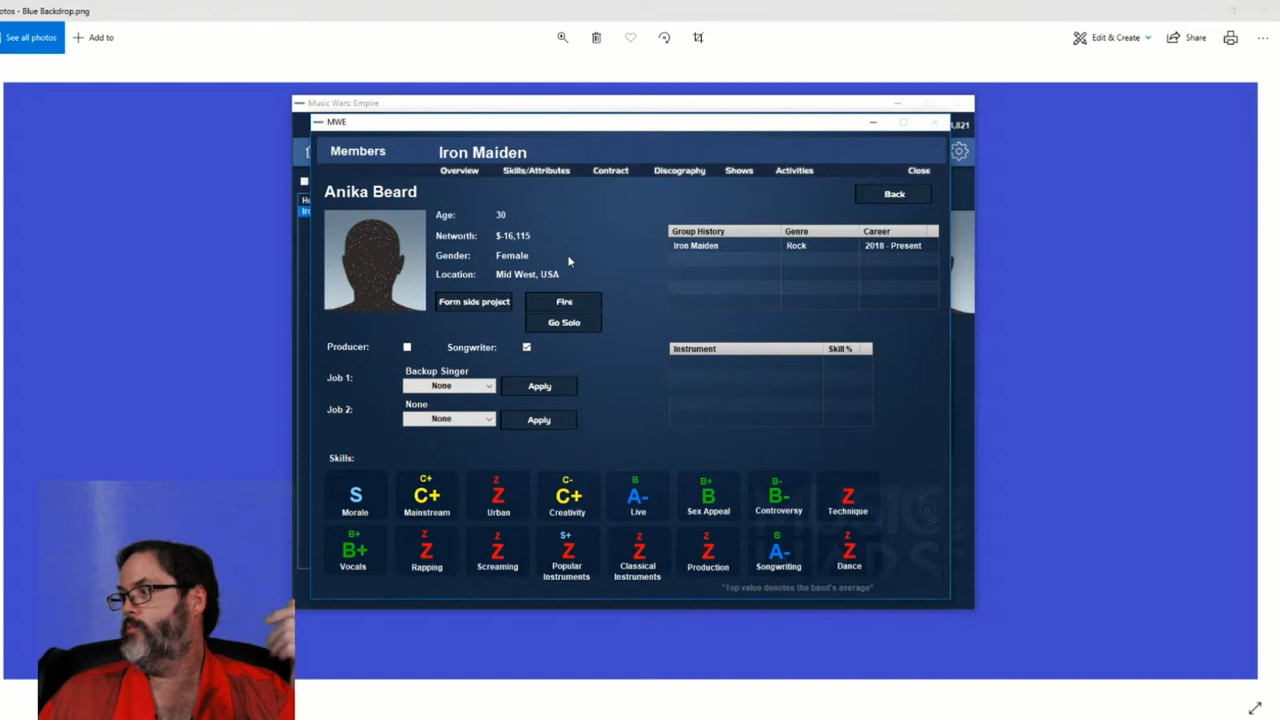 otos - Blue Backdrop.png
See all photos
Add to
Edit & Create
Share
Music Wars: Empire
MWE
,821
Members
Iron Maiden
Overview
Skills/Attributes
Contract
Discography
Shows
Activities
Close
Anika Beard
Back
Age: 30
Networth: $-16,115
Gender: Female
Location: Mid West, USA
Form side project
Fire
Go Solo
Group History Genre Career
Iron Maiden Rock 2018 - Present
Producer:
Songwriter:
Instrument Skill %
Job 1:
Backup Singer
None
Apply
Job 2:
None
None
Apply
Skills:
S
Morale
C+
C+
Mainstream
Z
Z
Urban
C-
C+
Creativity
B
A-
Live
B+
B
Sex Appeal
B-
B-
Controversy
Z
Technique
B+
B+
Vocals
Z
Z
Rapping
Z
Z
Screaming
S+
Z
Popular
Instruments
Z
Z
Classical
Instruments
Z
Z
Production
B
A-
Songwriting
Z
Z
Dance
*Top value denotes the band's average*